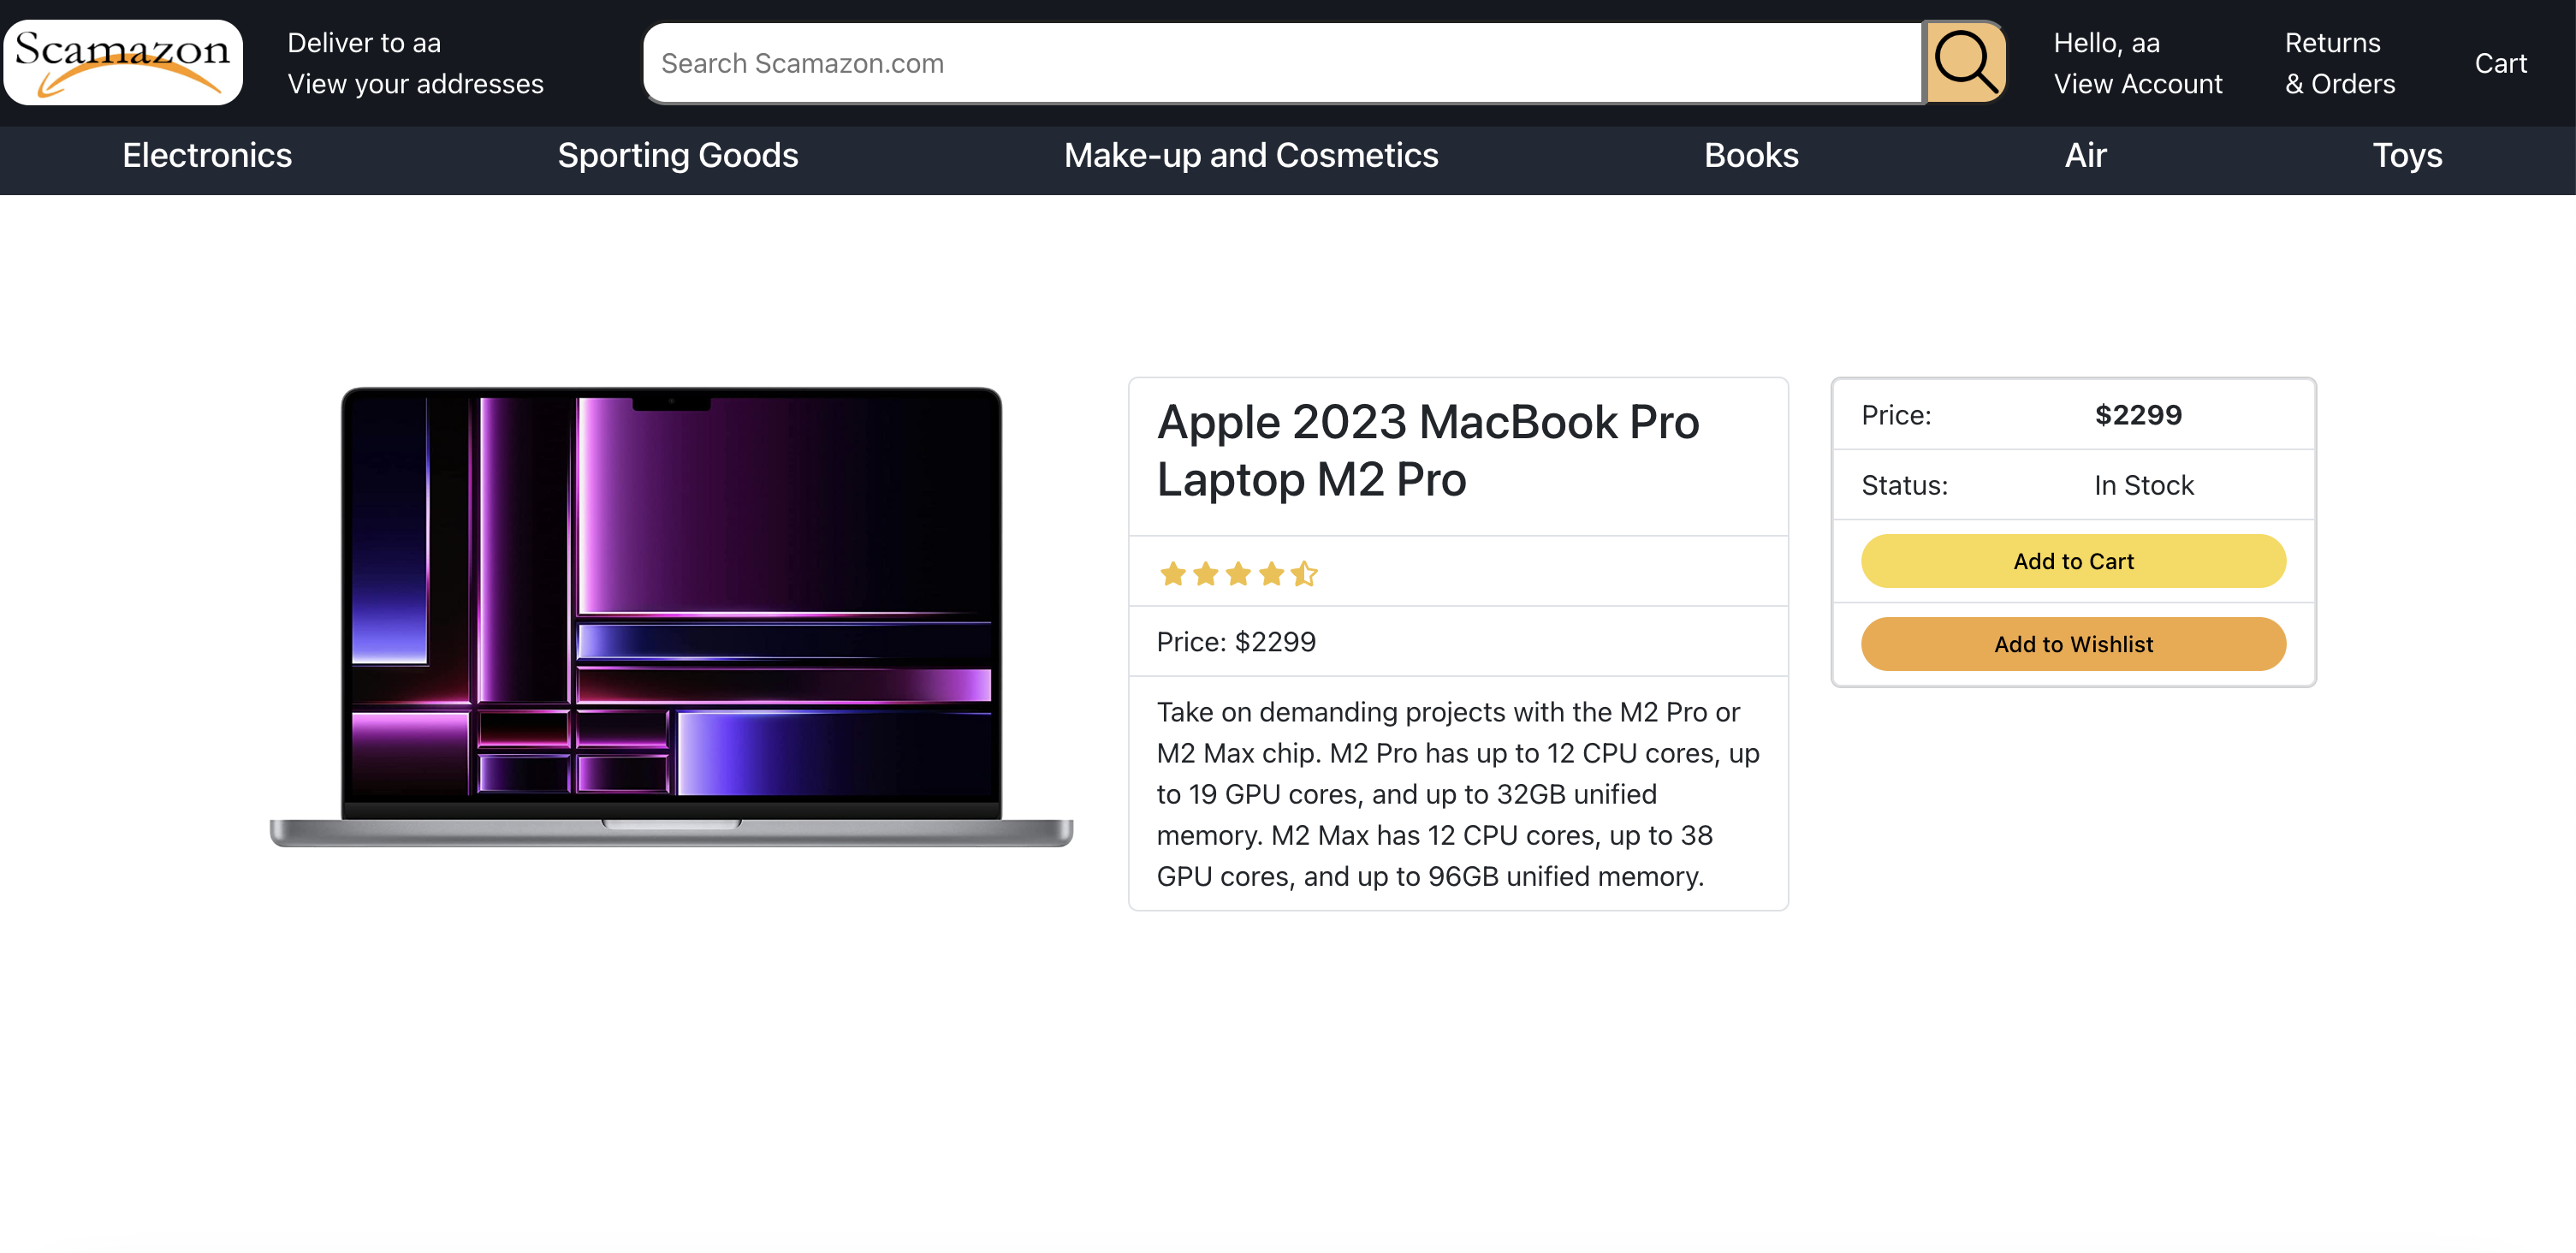 Scamazon
Deliver to aa
View your addresses
Search Scamazon.com
Hello, aa
View Account
Returns
& Orders
Cart
Electronics
Sporting Goods
Make-up and Cosmetics
Books
Air
Toys
Apple 2023 MacBook Pro
Laptop M2 Pro
Price: $2299
Take on demanding projects with the M2 Pro or
M2 Max chip. M2 Pro has up to 12 CPU cores, up
to 19 GPU cores, and up to 32GB unified
memory. M2 Max has 12 CPU cores, up to 38
GPU cores, and up to 96GB unified memory.
Price: $2299
Status: In Stock
Add to Cart
Add to Wishlist